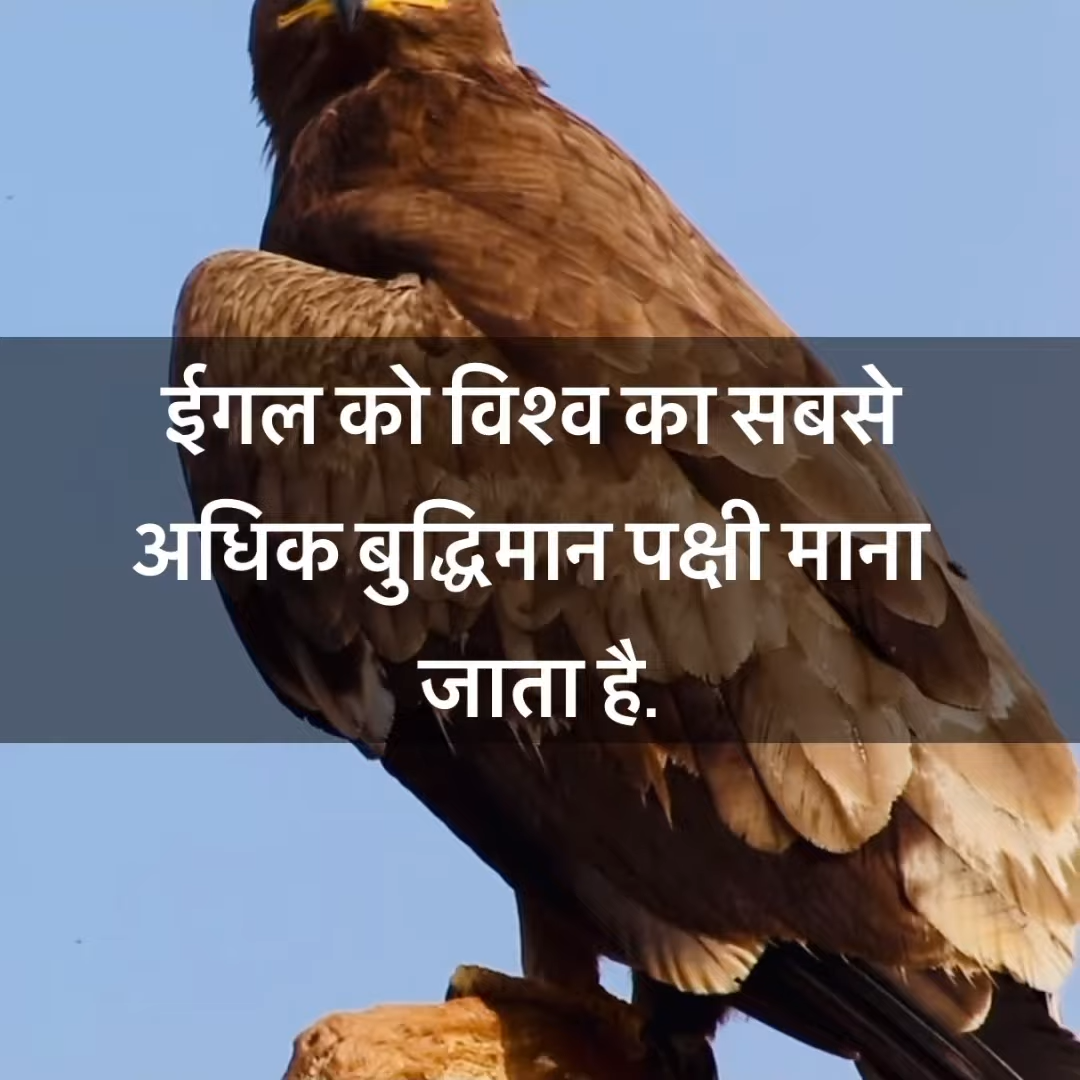 ईगल को विश्व का सबसे
अधिक बुद्धिमान पक्षी माना
जाता है.